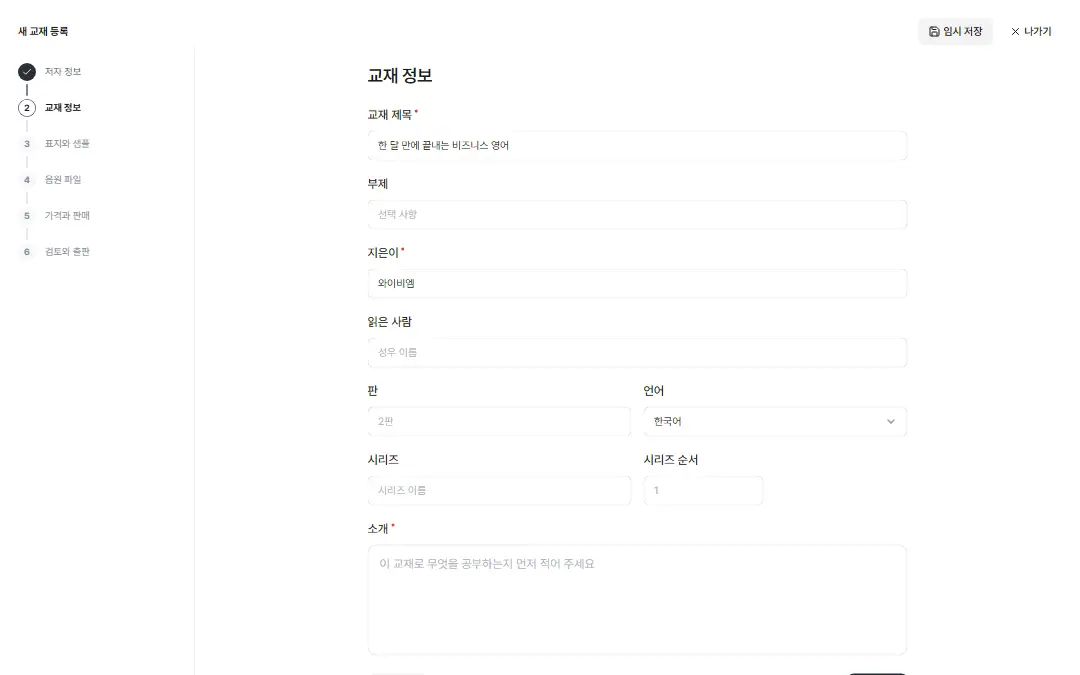 새 교재 등록
임시 저장
나가기
저자 정보
2 교재 정보
3 표지와 샘플
4 음원 파일
5 가격과 판매
6 검토와 출판
교재 정보
교재 제목 *
한 달 만에 끝내는 비즈니스 영어
부제
선택 사항
지은이 *
와이비엠
읽은 사람
성우 이름
판
2판
언어
한국어
시리즈
시리즈 이름
시리즈 순서
1
소개 *
이 교재로 무엇을 공부하는지 먼저 적어 주세요